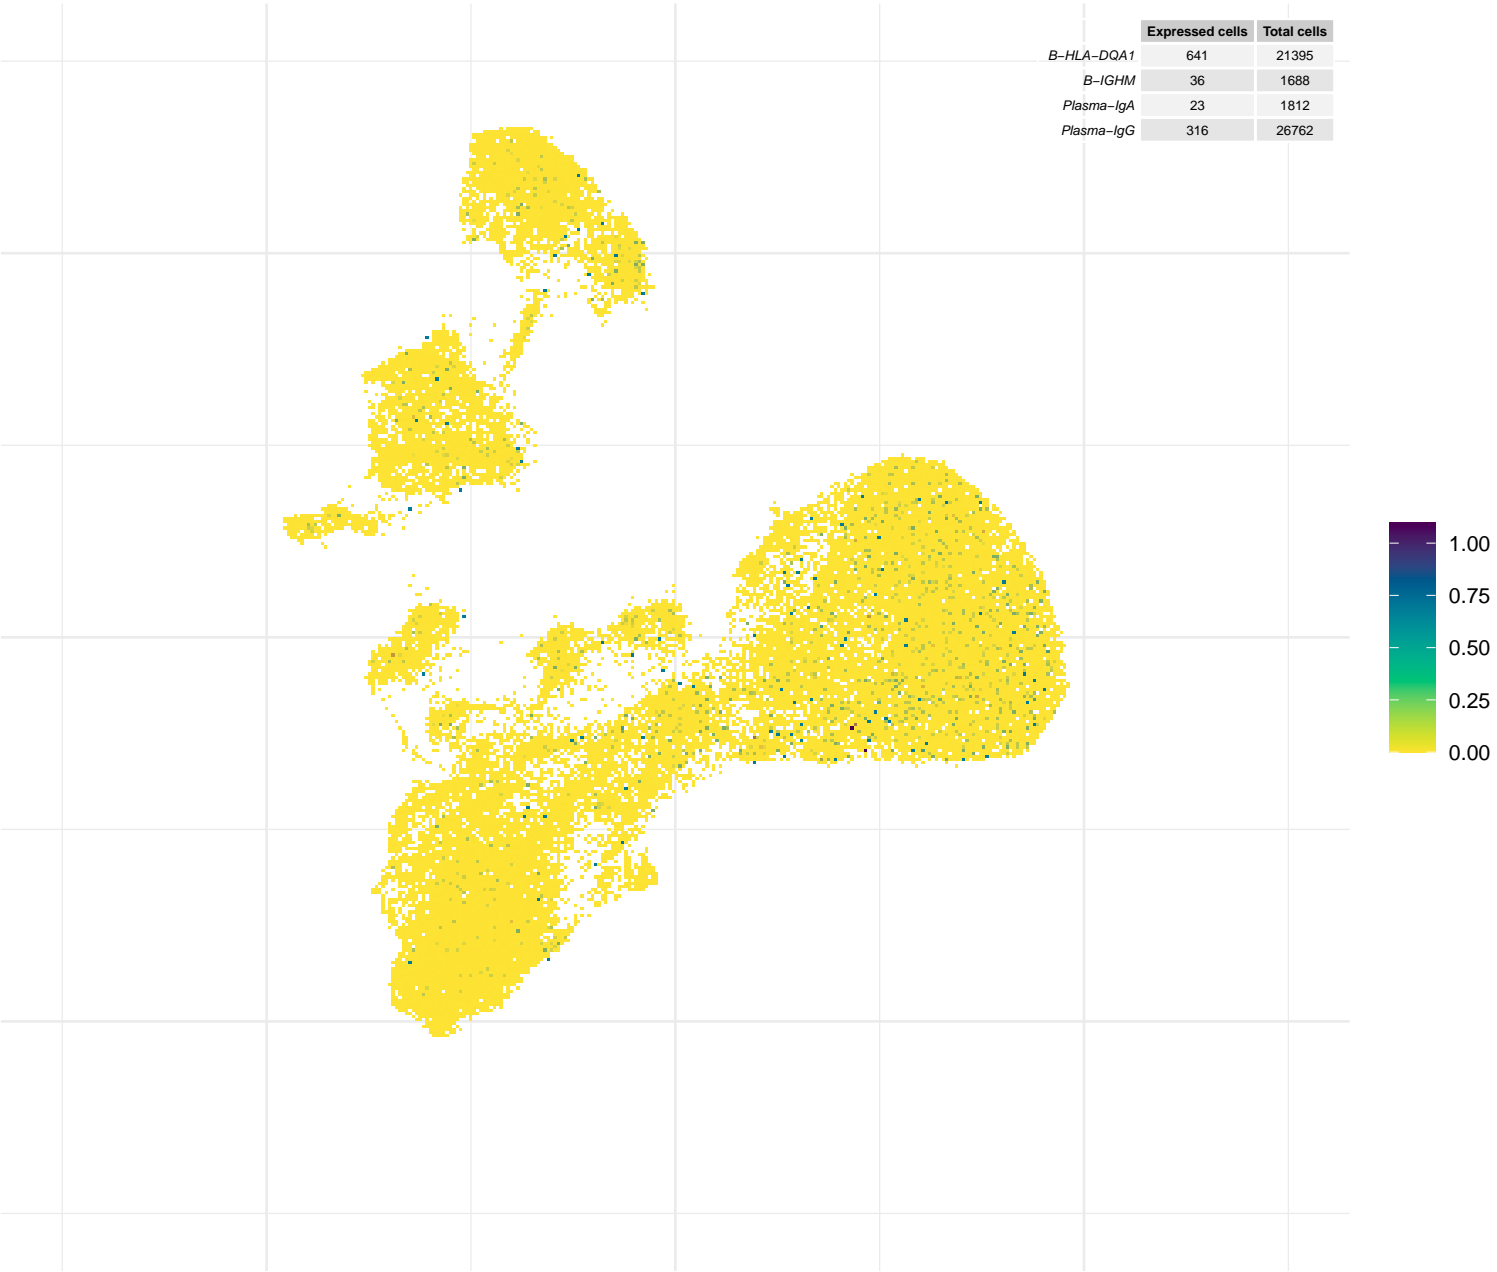 Expressed cells Total cells
B−HLA−DQA1 641 21395
B−IGHM 36 1688
Plasma−IgA 23 1812
Plasma−IgG 316 26762
1.00
0.75
0.50
0.25
0.00